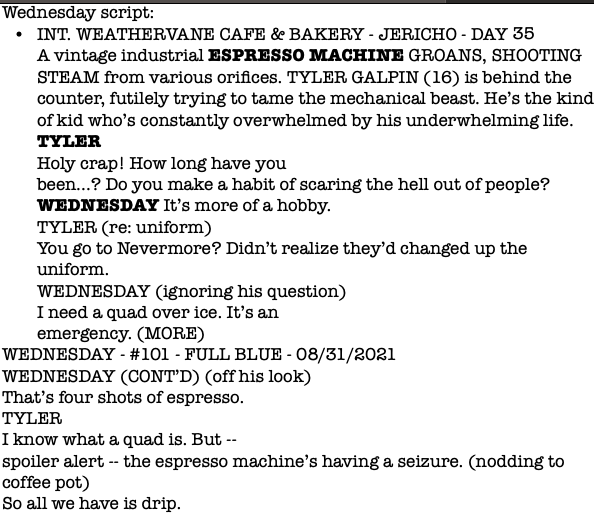 Wednesday script:
• INT. WEATHERVANE CAFE & BAKERY - JERICHO - DAY 35
A vintage industrial ESPRESSO MACHINE GROANS, SHOOTING
STEAM from various orifices. TYLER GALPIN (16) is behind the
counter, futilely trying to tame the mechanical beast. He's the kind
of kid who's constantly overwhelmed by his underwhelming life.
TYLER
Holy crap! How long have you
been...? Do you make a habit of scaring the hell out of people?
WEDNESDAY It's more of a hobby.
TYLER (re: uniform)
You go to Nevermore? Didn't realize they'd changed up the
uniform.
WEDNESDAY (ignoring his question)
I need a quad over ice. It's an
emergency. (MORE)
WEDNESDAY - #101 - FULL BLUE - 08/31/2021
WEDNESDAY (CONT'D) (off his look)
That's four shots of espresso.
TYLER
I know what a quad is. But --
spoiler alert -- the espresso machine's having a seizure. (nodding to
coffee pot)
So all we have is drip.